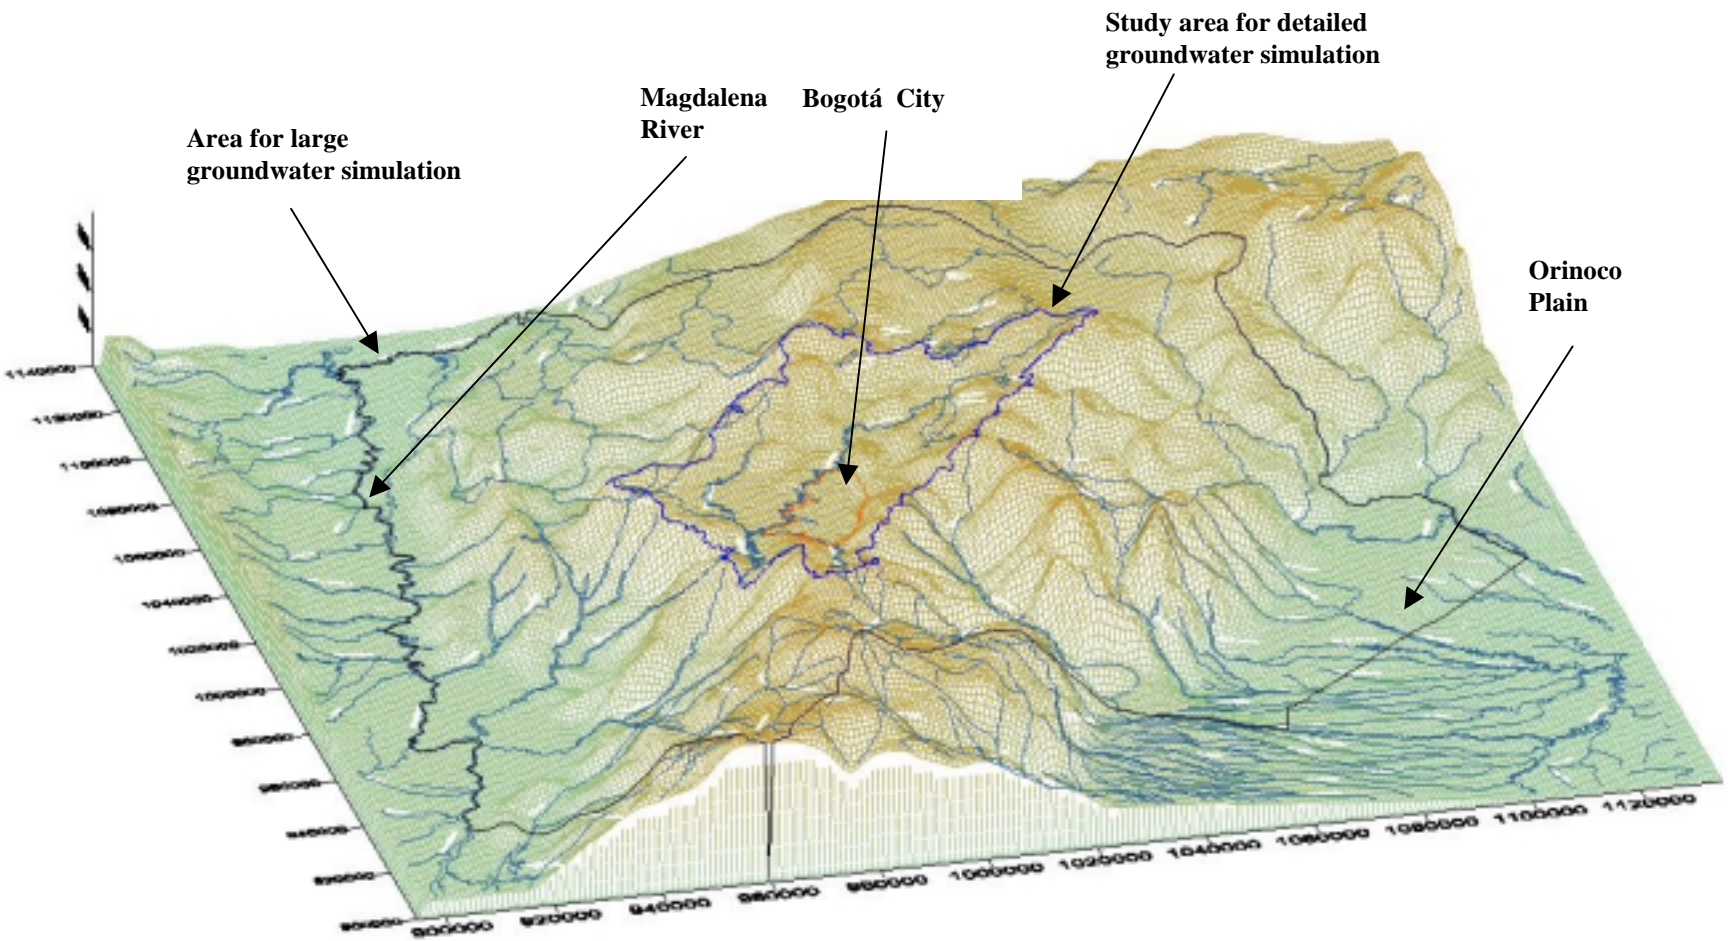 Study area for detailed
groundwater simulation
Magdalena
River
Bogotá City
Area for large
groundwater simulation
Orinoco
Plain
1140000
900000
920000
940000
960000
980000
1000000
1020000
1040000
1060000
1080000
1100000
1120000